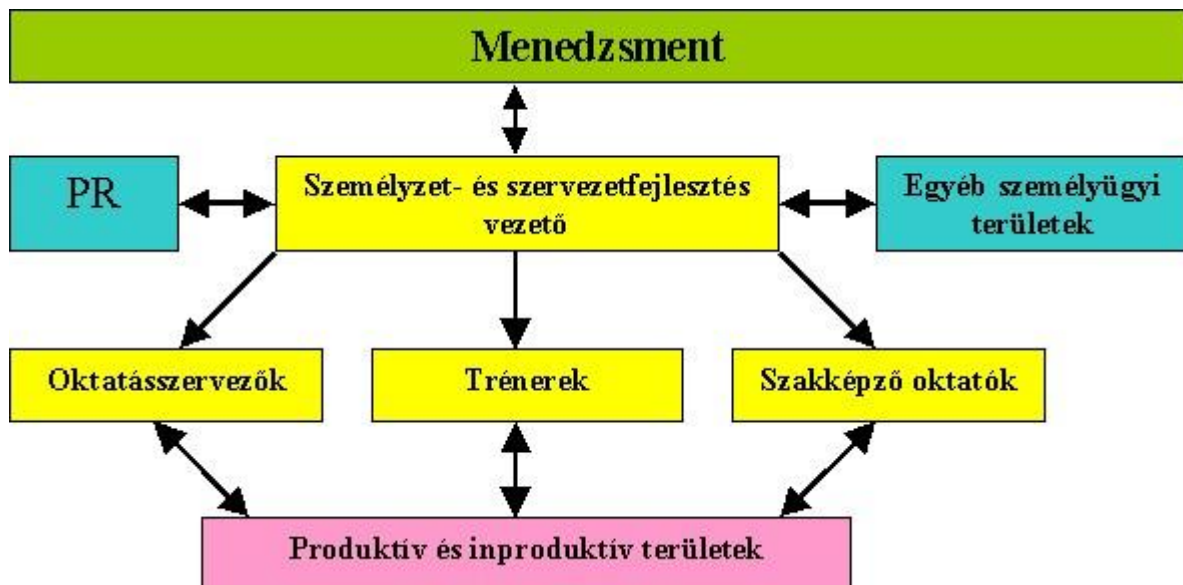 Menedzsment
PR
Személyzet- és szervezetfejlesztés
vezető
Egyéb személyügyi
területek
Oktatásszervezők
Trénerek
Szakképző oktatók
Produktív és inproduktív területek